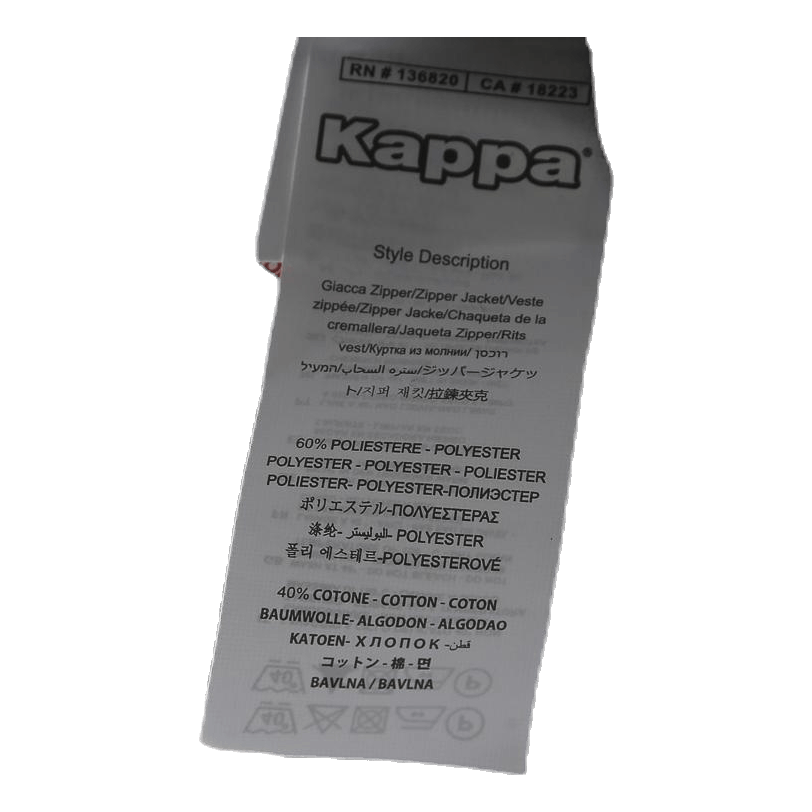 RN # 136820 CA # 18223
Kappa
Style Description
Giacca Zipper/Zipper Jacket/Veste
zippée/Zipper Jacke/Chaqueta de la
cremallera/Jaqueta Zipper/Rits
vest/Куртка из молнии/ רוכסן
המעיל/ستره السحاب/ジッパージャケッ
ト/지퍼 재킷/拉鍊夾克
60% POLIESTERE - POLYESTER
POLYESTER - POLYESTER - POLIESTER
POLIESTER- POLYESTER-ПОЛИЭСТЕР
ポリエステル-ΠΟΛΥΕΣΤΕΡΑΣ
涤纶- البوليستر- POLYESTER
폴리 에스테르-POLYESTEROVÉ
40% COTONE - COTTON - COTON
BAUMWOLLE- ALGODON - ALGODAO
KATOEN- ХЛОПОК -قطن
コットン - 棉 - 면
BAVLNA / BAVLNA